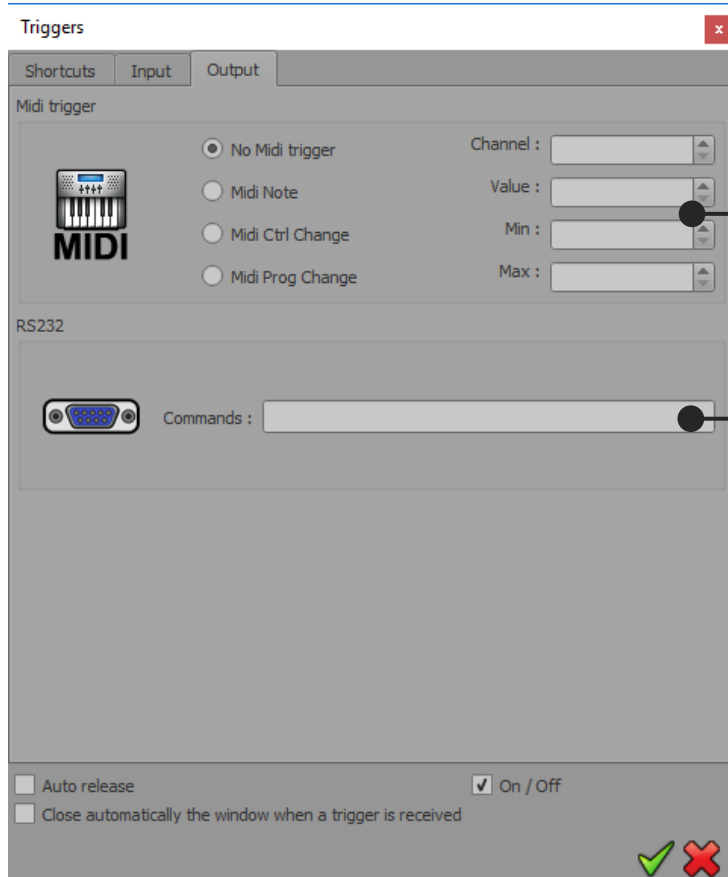 Triggers
x
Shortcuts Input Output
Midi trigger
MIDI
No Midi trigger
Midi Note
Midi Ctrl Change
Midi Prog Change
Channel :
Value :
Min :
Max :
RS232
Commands :
Auto release
On / Off
Close automatically the window when a trigger is received